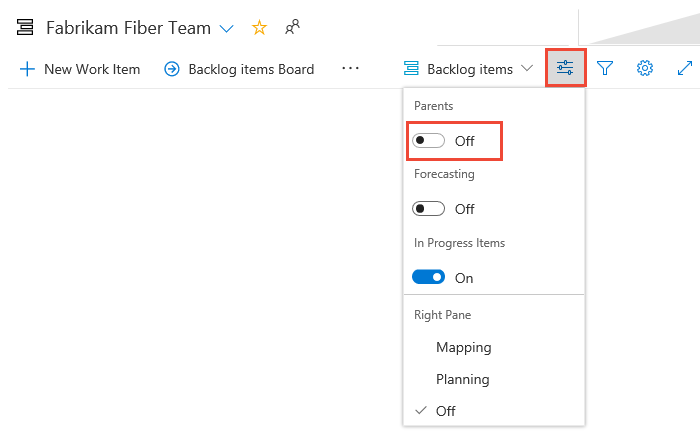 Fabrikam Fiber Team
New Work Item Backlog items Board ... Backlog items
Parents
Off
Forecasting
Off
In Progress Items
On
Right Pane
Mapping
Planning
Off